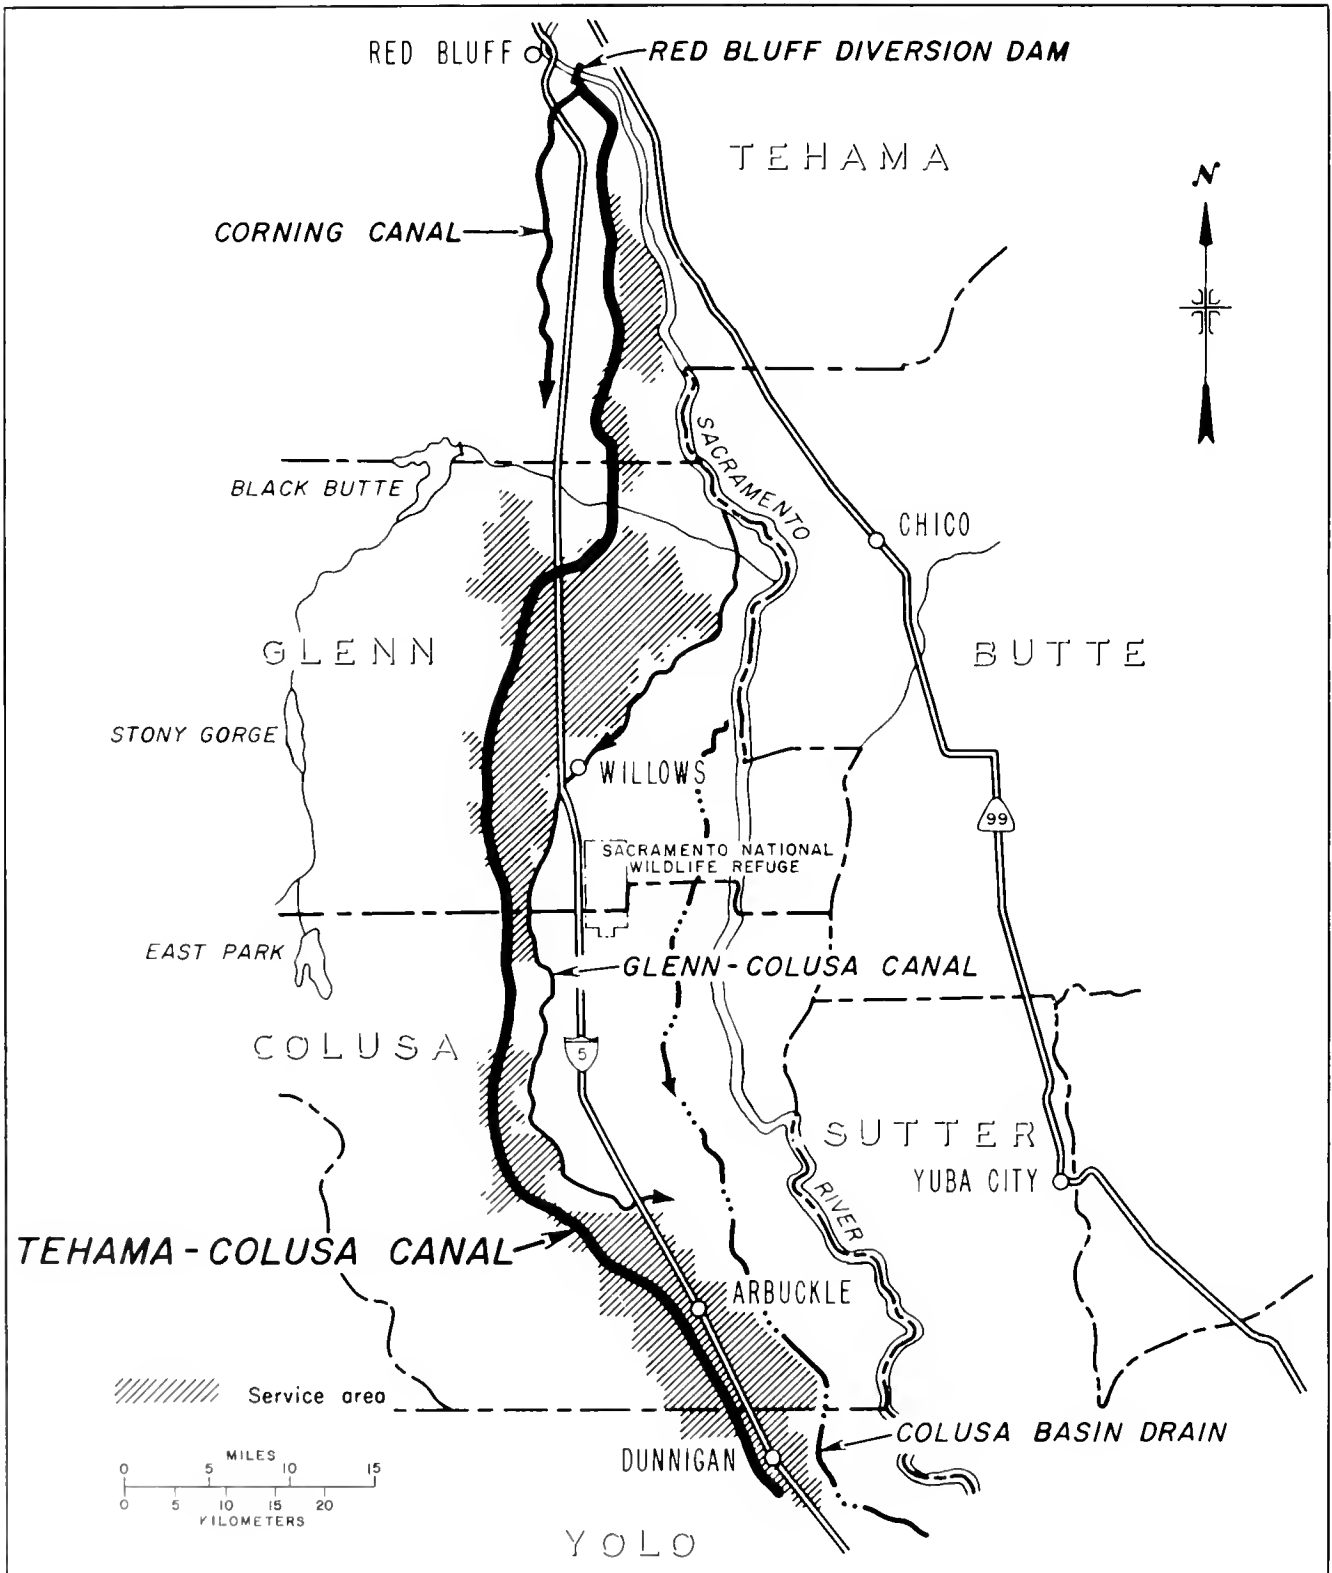 RED BLUFF
RED BLUFF DIVERSION DAM
TEHAMA
N
CORNING CANAL
SACRAMENTO
BLACK BUTTE
CHICO
GLENN
BUTTE
STONY GORGE
WILLOWS
99
SACRAMENTO NATIONAL
WILDLIFE REFUGE
EAST PARK
GLENN-COLUSA CANAL
COLUSA
5
SUTTER
YUBA CITY
RIVER
TEHAMA-COLUSA CANAL
ARBUCKLE
Service area
COLUSA BASIN DRAIN
MILES
0 5 10 15
DUNNIGAN
0 5 10 15 20
KILOMETERS
YOLO